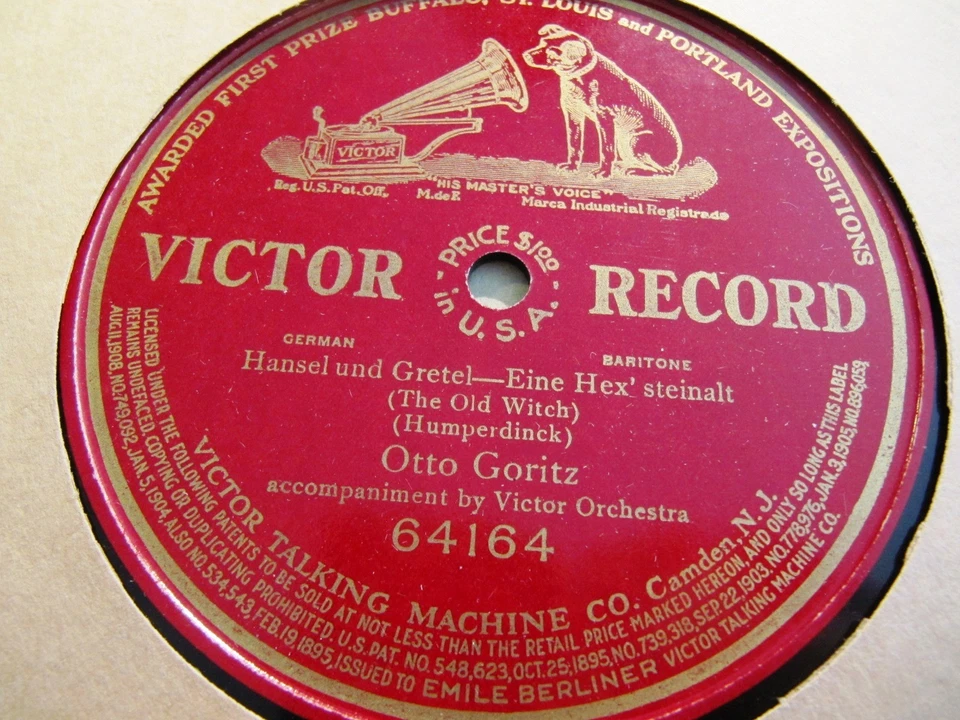 AWARDED FIRST PRIZE BUFFALO, ST. LOUIS and PORTLAND EXPOSITIONS
VICTOR
Reg. U.S. Pat. Off.
M. de F.
"HIS MASTER'S VOICE"
Marca Industrial Registrada
VICTOR RECORD
PRICE $1.00
in U.S.A.
GERMAN
BARITONE
Hansel und Gretel—Eine Hex' steinalt
(The Old Witch)
(Humperdinck)
Otto Goritz
accompaniment by Victor Orchestra
64164
VICTOR TALKING MACHINE CO. Camden, N.J.
LICENSED UNDER THE FOLLOWING PATENTS TO BE SOLD AT NOT LESS THAN THE RETAIL PRICE MARKED HEREON AND ONLY SO LONG AS THIS LABEL
REMAINS UNDEFACED. COPYING OR DUPLICATING PROHIBITED. U.S. PAT. NO. 548,623, OCT. 25, 1895, NO. 739,318, SEP. 22, 1903. NO. 778,976, JAN. 3, 1905, NO. 896,059,
AUG. 11, 1908, NO. 749,092, JAN. 5, 1904, ALSO NO. 534,543, FEB. 19, 1895, ISSUED TO EMILE BERLINER VICTOR TALKING MACHINE CO.